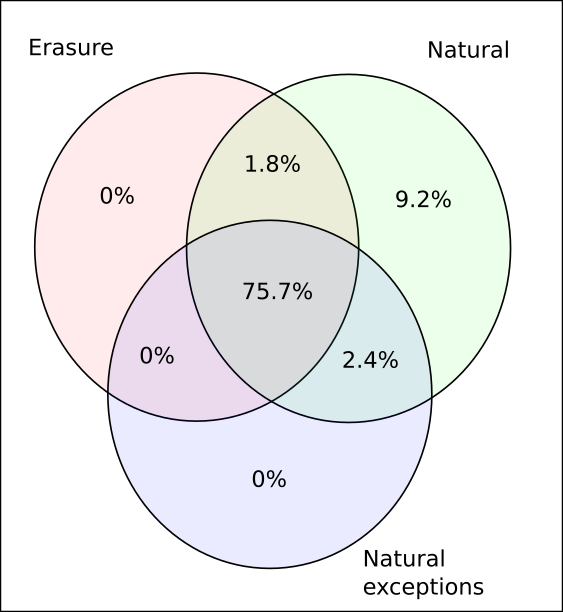 Erasure
Natural
1.8%
0%
9.2%
75.7%
0%
2.4%
0%
Natural
exceptions